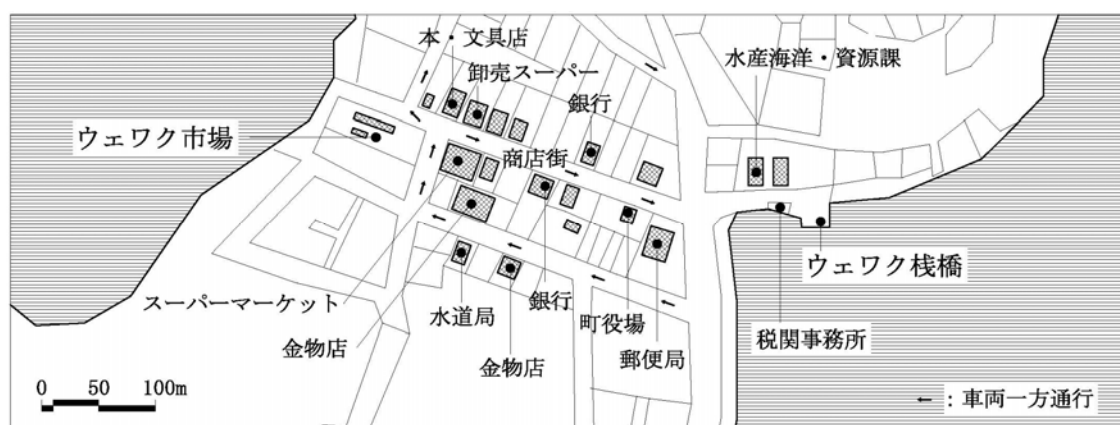 本・文具店
卸売スーパー
銀行
水産海洋・資源課
ウェワク市場
商店街
ウェワク桟橋
スーパーマーケット
水道局
銀行
町役場
税関事務所
金物店
金物店
郵便局
0 50 100m
← : 車両一方通行